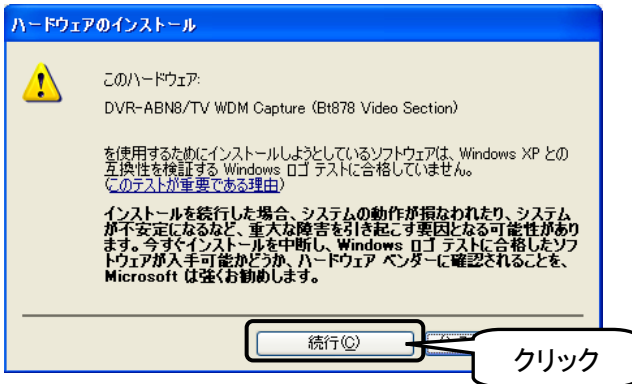 ハードウェアのインストール
このハードウェア:
DVR-ABN8/TV WDM Capture (Bt878 Video Section)
を使用するためにインストールしようとしているソフトウェアは、Windows XP との
互換性を検証する Windows ロゴ テストに合格していません。
(このテストが重要である理由)
インストールを続行した場合、システムの動作が損なわれたり、システム
が不安定になるなど、重大な障害を引き起こす要因となる可能性があり
ます。今すぐインストールを中断し、Windows ロゴ テストに合格したソフ
トウェアが入手可能かどうか、ハードウェア ベンダーに確認されることを、
Microsoft は強くお勧めします。
続行(C)
クリック